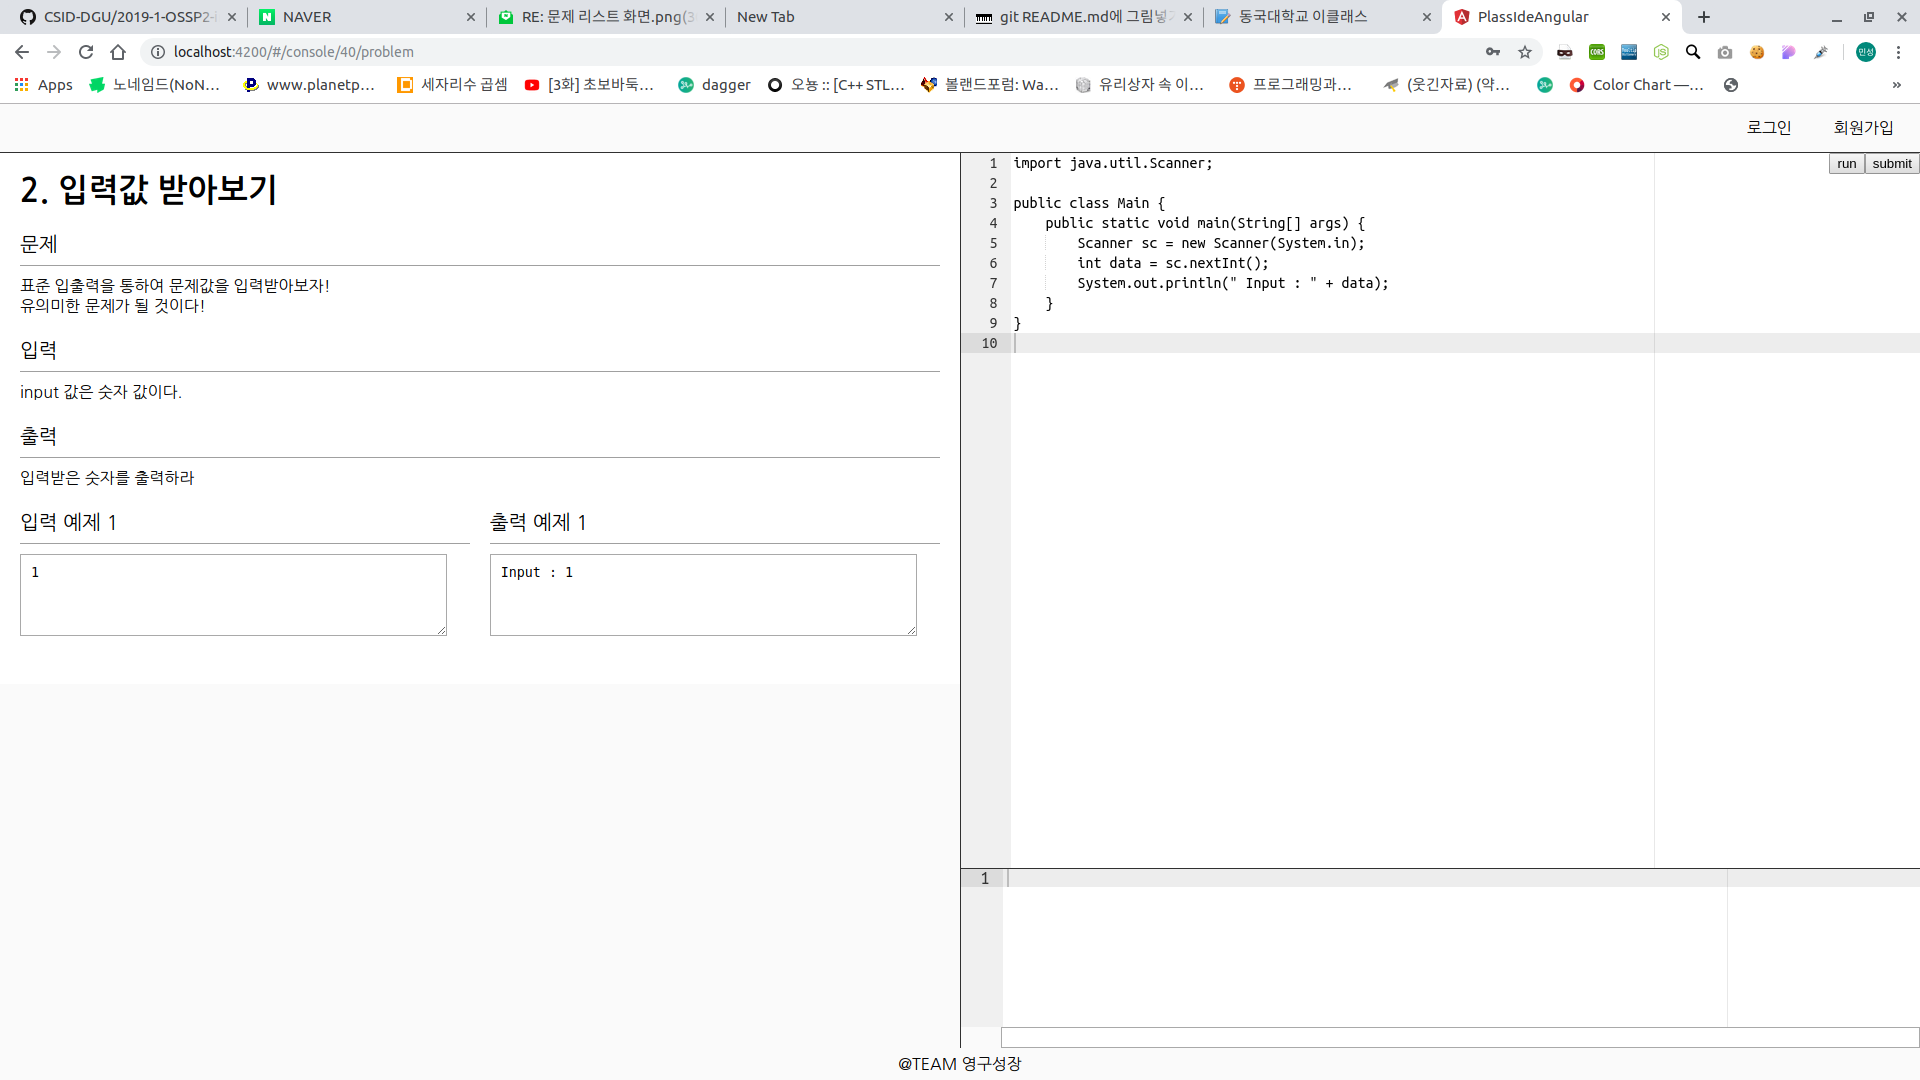 CSID-DGU/2019-1-OSSP2-
NAVER
RE: 문제 리스트 화면.png(3
New Tab
git README.md에 그림넣기
동국대학교 이클래스
PlassIdeAngular
localhost:4200/#/console/40/problem
민성
Apps
노네임드(NoN...
www.planetp...
세자리수 곱셈
[3화] 초보바둑...
dagger
오뇽 :: [C++ STL...
볼랜드포럼: Wa...
유리상자 속 이...
프로그래밍과...
(웃긴자료) (약...
Color Chart —...
»
로그인
회원가입
2. 입력값 받아보기
문제
표준 입출력을 통하여 문제값을 입력받아보자!
유의미한 문제가 될 것이다!
입력
input 값은 숫자 값이다.
출력
입력받은 숫자를 출력하라
입력 예제 1
출력 예제 1
1
Input : 1
run
submit
1 import java.util.Scanner;
2
3 public class Main {
4 public static void main(String[] args) {
5 Scanner sc = new Scanner(System.in);
6 int data = sc.nextInt();
7 System.out.println(" Input : " + data);
8 }
9 }
10
1
@TEAM 영구성장